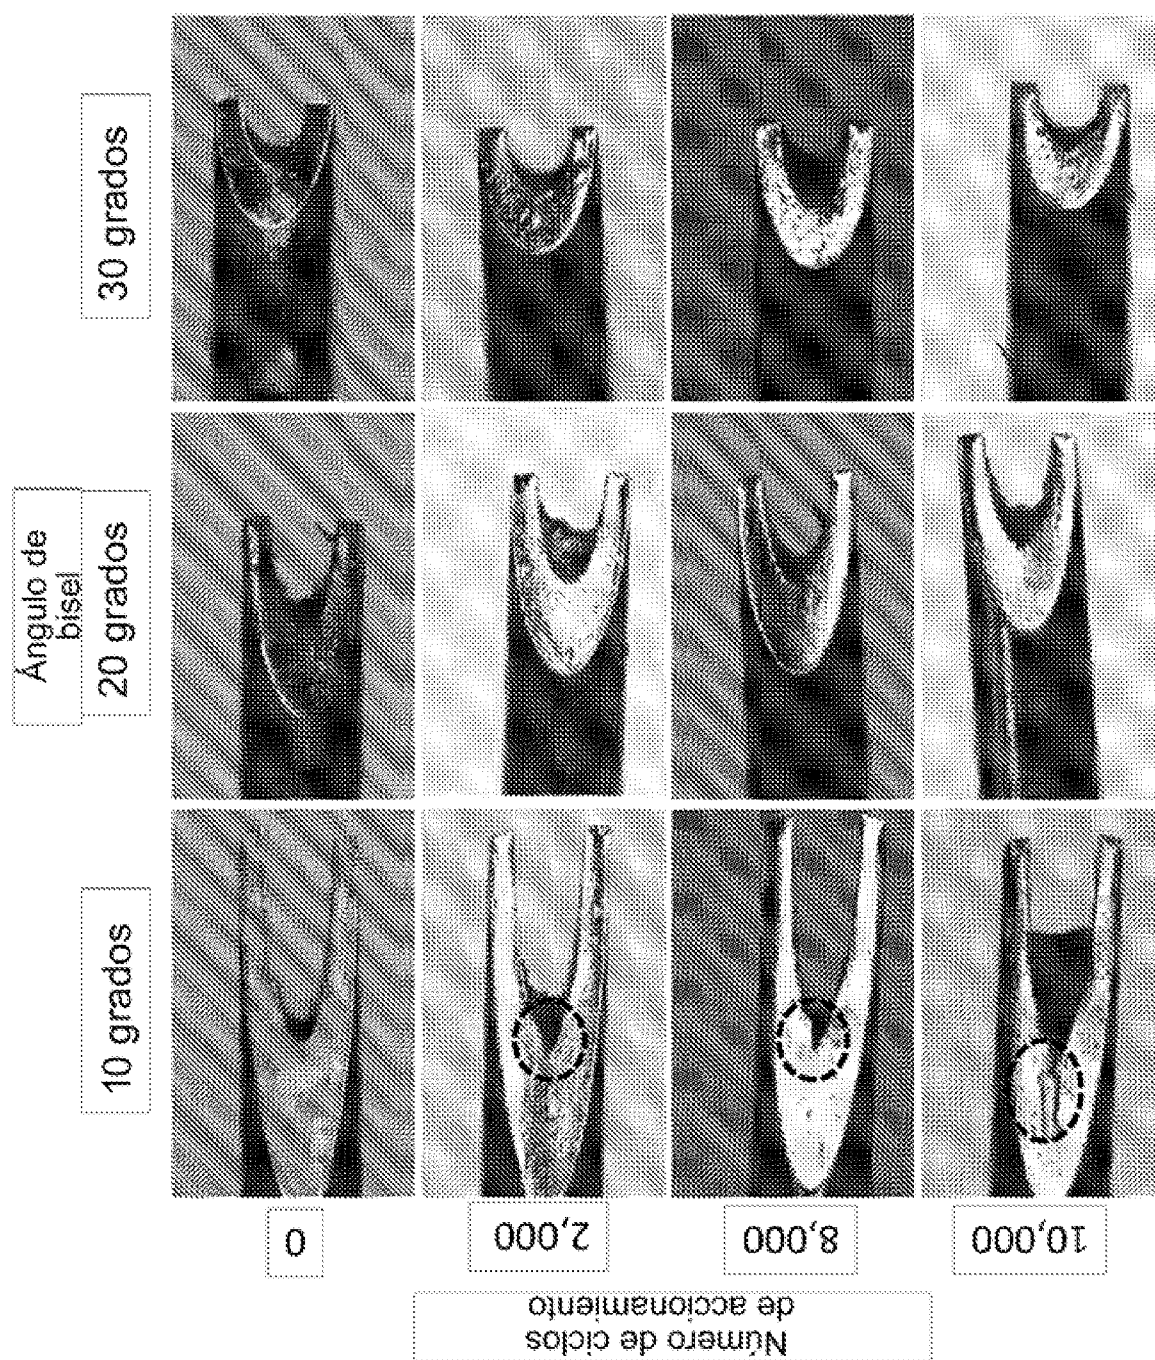 Ángulo de
bisel
10 grados
20 grados
30 grados
Número de ciclos
de accionamiento
0
2,000
8,000
10,000